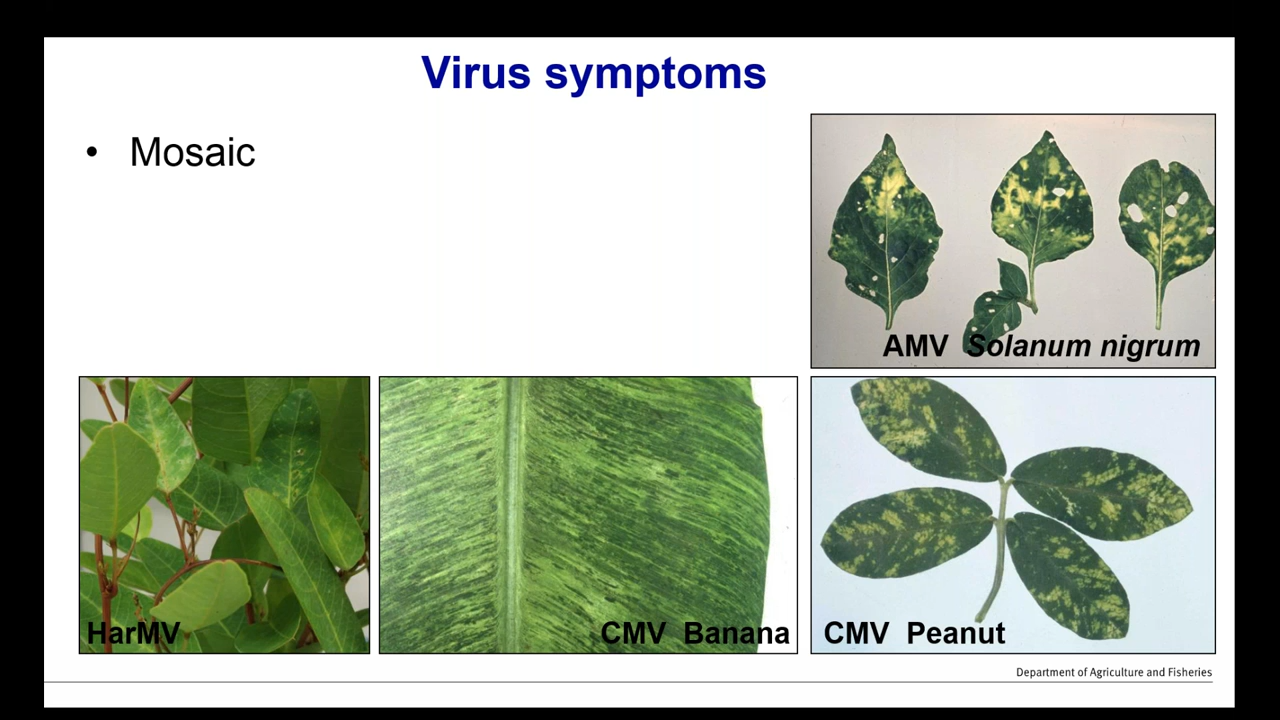 Virus symptoms
• Mosaic
AMV Solanum nigrum
HarMV
CMV Banana
CMV Peanut
Department of Agriculture and Fisheries